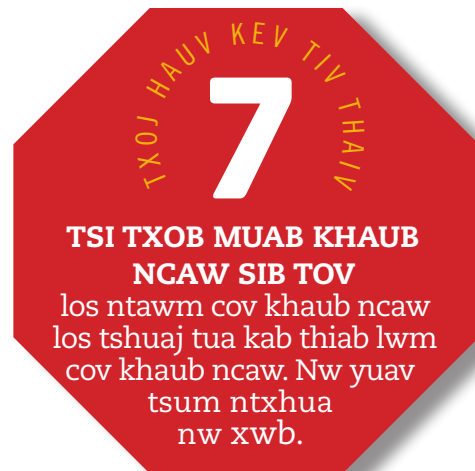 TXOJ HAUV KEV TIV THAIV
7
TSI TXOB MUAB KHAUB
NCAW SIB TOV
los ntawm cov khaub ncaw
los tshuaj tua kab thiab lwm
cov khaub ncaw. Nw yuav
tsum ntxhua
nw xwb.